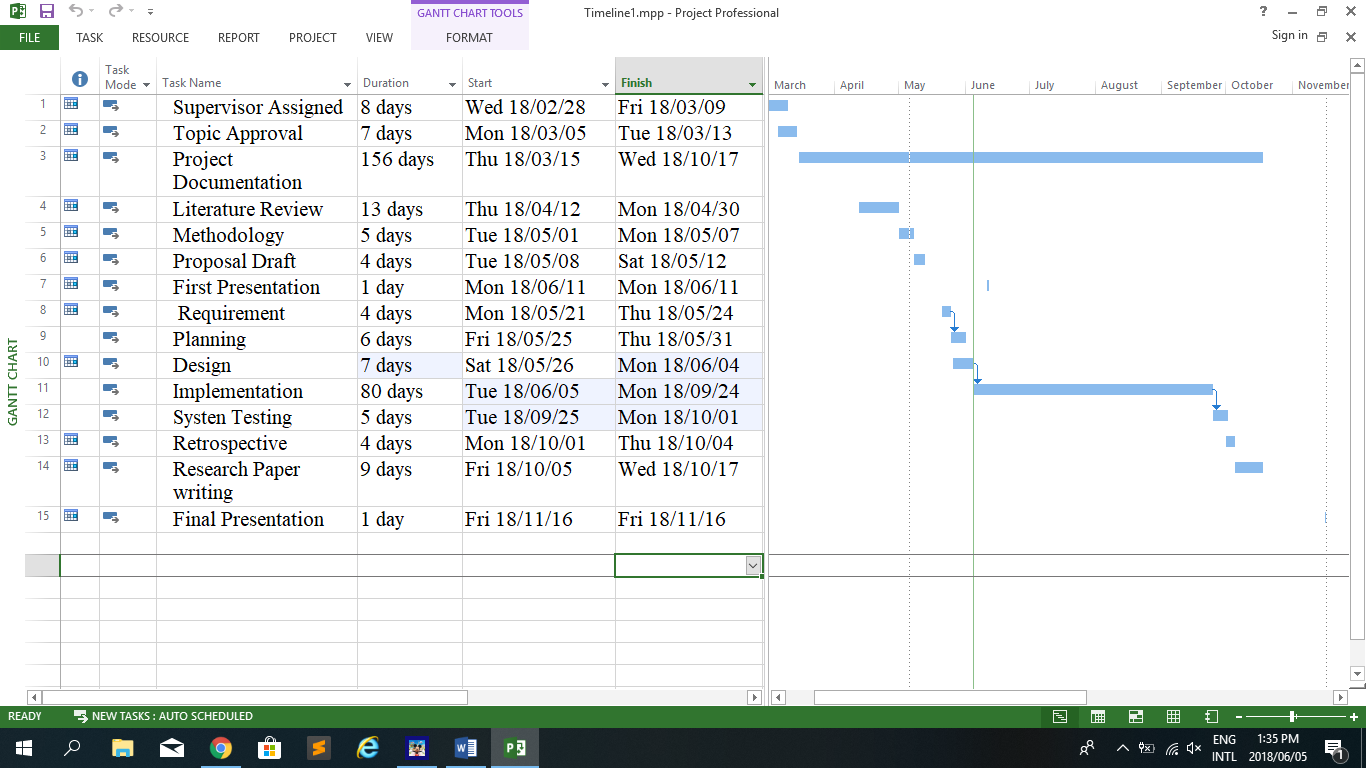 GANTT CHART TOOLS
Timeline1.mpp - Project Professional
?
FILE TASK RESOURCE REPORT PROJECT VIEW FORMAT
Sign in
Task Mode Task Name Duration Start Finish
March April May June July August September October November
1 Supervisor Assigned 8 days Wed 18/02/28 Fri 18/03/09
2 Topic Approval 7 days Mon 18/03/05 Tue 18/03/13
3 Project 156 days Thu 18/03/15 Wed 18/10/17
Documentation
4 Literature Review 13 days Thu 18/04/12 Mon 18/04/30
5 Methodology 5 days Tue 18/05/01 Mon 18/05/07
6 Proposal Draft 4 days Tue 18/05/08 Sat 18/05/12
7 First Presentation 1 day Mon 18/06/11 Mon 18/06/11
8 Requirement 4 days Mon 18/05/21 Thu 18/05/24
9 Planning 6 days Fri 18/05/25 Thu 18/05/31
10 Design 7 days Sat 18/05/26 Mon 18/06/04
11 Implementation 80 days Tue 18/06/05 Mon 18/09/24
12 Systen Testing 5 days Tue 18/09/25 Mon 18/10/01
13 Retrospective 4 days Mon 18/10/01 Thu 18/10/04
14 Research Paper 9 days Fri 18/10/05 Wed 18/10/17
writing
15 Final Presentation 1 day Fri 18/11/16 Fri 18/11/16
GANTT CHART
READY NEW TASKS : AUTO SCHEDULED
ENG 1:35 PM
INTL 2018/06/05
1